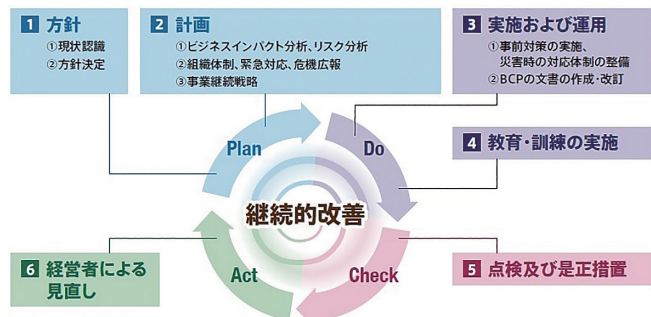 1 方針
①現状認識
②方針決定
2 計画
①ビジネスインパクト分析、リスク分析
②組織体制、緊急対応、危機広報
③事業継続戦略
3 実施および運用
①事前対策の実施、
災害時の対応体制の整備
②BCPの文書の作成・改訂
Plan
Do
4 教育・訓練の実施
継続的改善
6 経営者による
見直し
Act
Check
5 点検及び是正措置